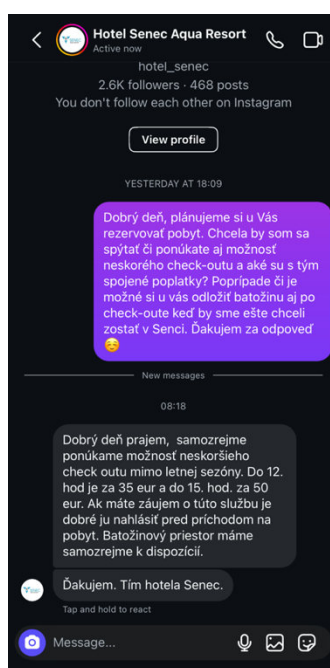 Hotel Senec Aqua Resort
Active now
hotel_senec
2.6K followers · 468 posts
You don't follow each other on Instagram
View profile
YESTERDAY AT 18:09
Dobrý deň, plánujeme si u Vás
rezervovať pobyt. Chcela by som sa
spýtať či ponúkate aj možnosť
neskorého check-outu a aké su s tým
spojené poplatky? Poprípade či je
možné si u vás odložiť batožinu aj po
check-oute keď by sme ešte chceli
zostať v Senci. Ďakujem za odpoveď
☺️
New messages
08:18
Dobrý deň prajem, samozrejme
ponúkame možnosť neskoršieho
check outu mimo letnej sezóny. Do 12.
hod je za 35 eur a do 15. hod. za 50
eur. Ak máte záujem o túto službu je
dobré ju nahlásiť pred príchodom na
pobyt. Batožinový priestor máme
samozrejme k dispozícií.
Ďakujem. Tím hotela Senec.
Tap and hold to react
Message...